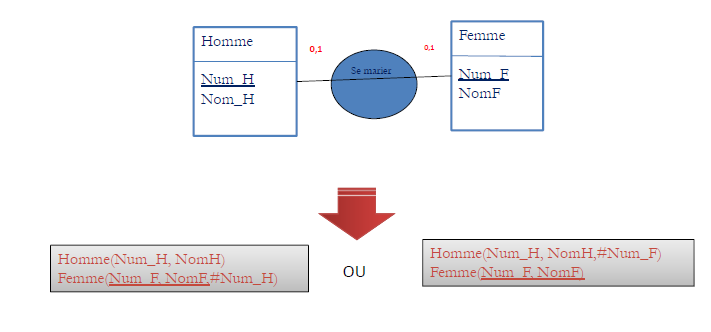 Homme
Num_H
Nom_H
0,1
Se marier
0,1
Femme
Num_F
NomF
Homme(Num_H, NomH)
Femme(Num_F, NomF,#Num_H)
OU
Homme(Num_H, NomH,#Num_F)
Femme(Num_F, NomF)